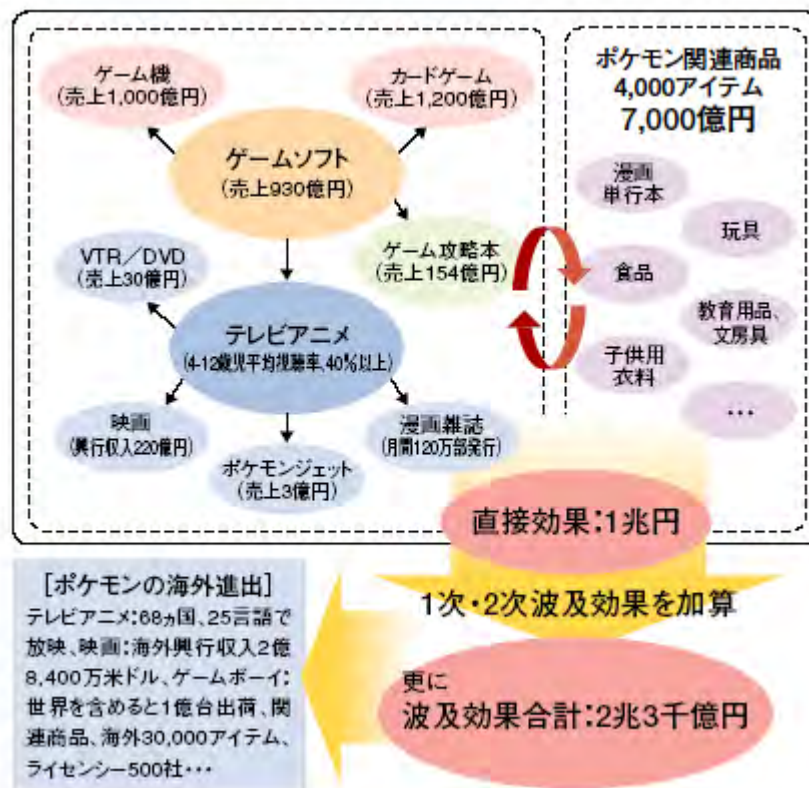 ゲーム機
(売上1,000億円)
カードゲーム
(売上1,200億円)
ゲームソフト
(売上930億円)
VTR／DVD
(売上30億円)
ゲーム攻略本
(売上154億円)
テレビアニメ
(4-12歳児平均視聴率、40％以上)
映画
(興行収入220億円)
ポケモンジェット
(売上3億円)
漫画雑誌
(月間120万部発行)
ポケモン関連商品
4,000アイテム
7,000億円
漫画
単行本
玩具
食品
教育用品、
文房具
子供用
衣料
…
直接効果：1兆円
1次・2次波及効果を加算
更に
波及効果合計：2兆3千億円
［ポケモンの海外進出］
テレビアニメ：68ヵ国、25言語で
放映、映画：海外興行収入2億
8,400万米ドル、ゲームボーイ：
世界を含めると1億台出荷、関
連商品、海外30,000アイテム、
ライセンシー500社・・・